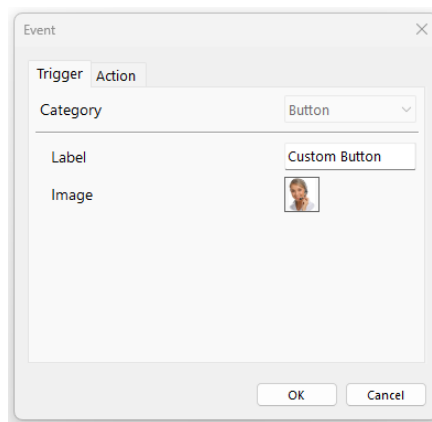 Event
Trigger Action
Category Button
Label Custom Button
Image
OK Cancel